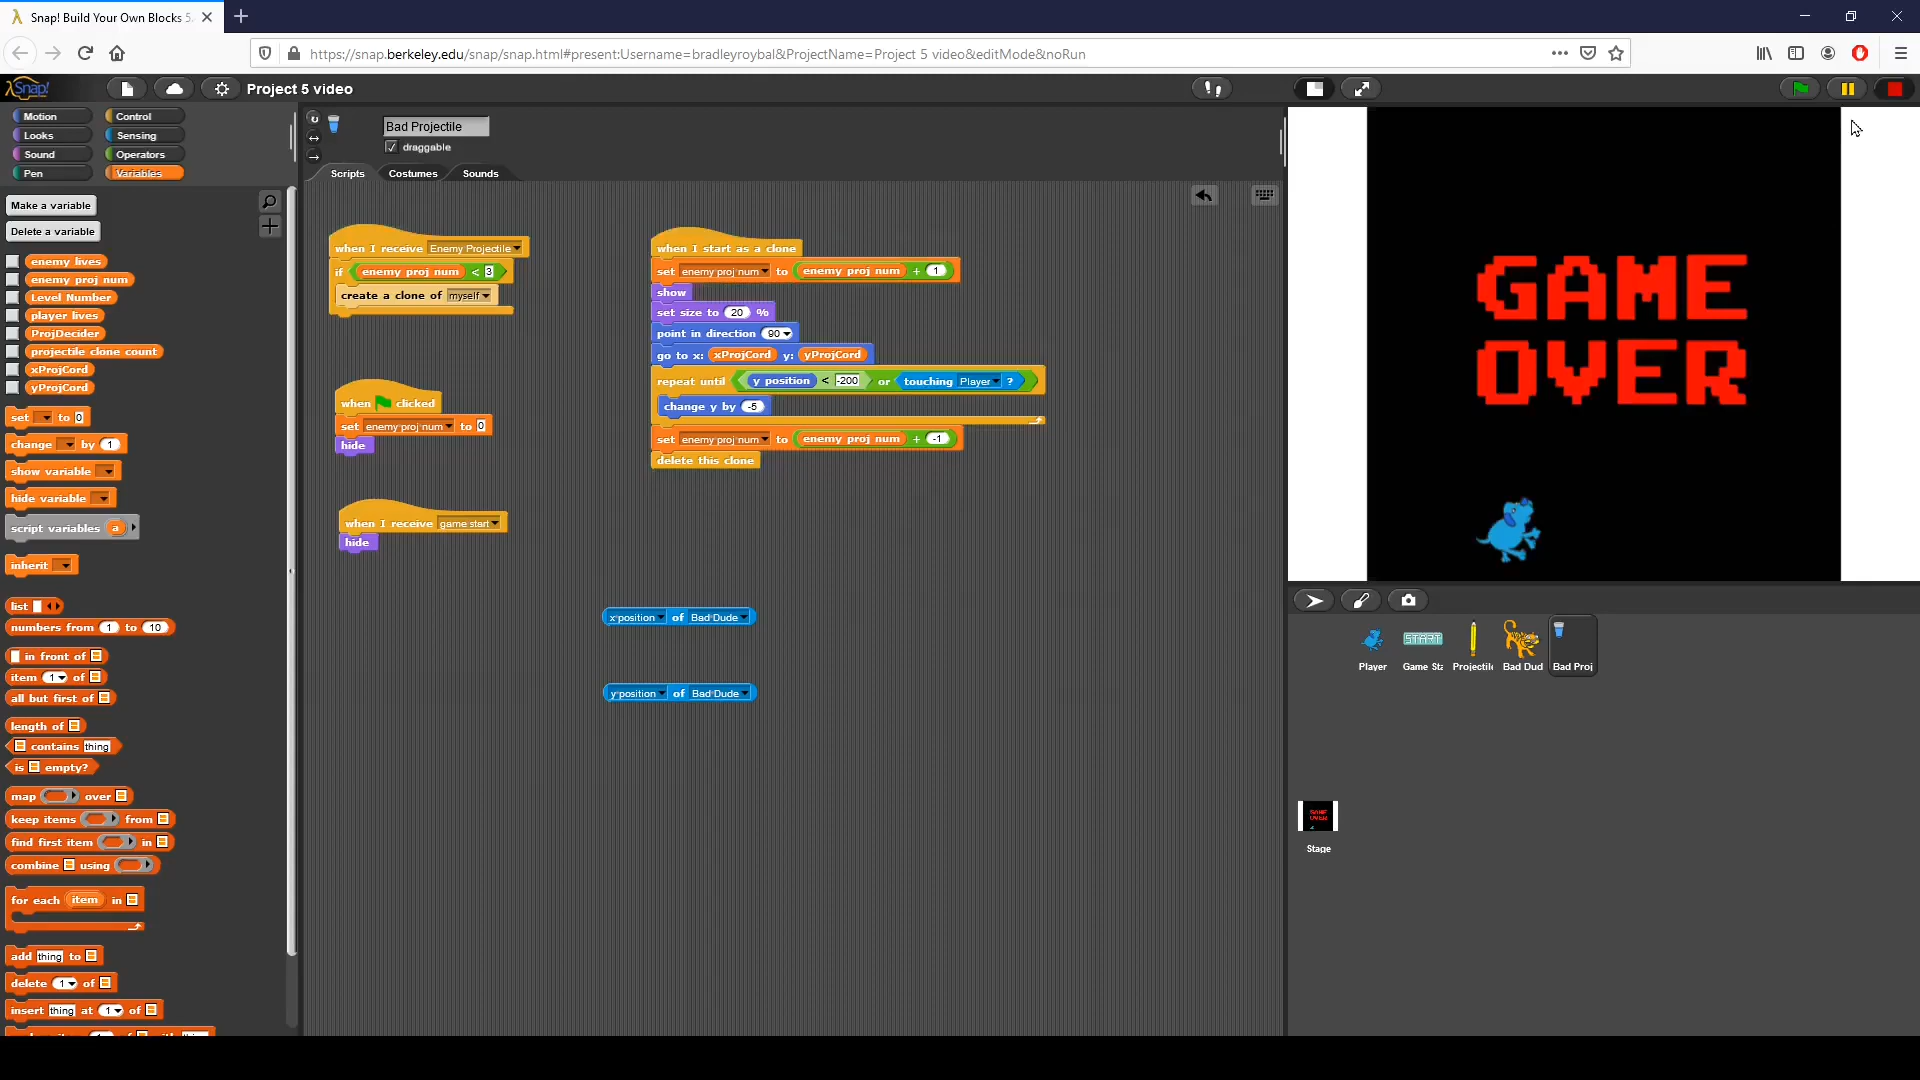 Snap! Build Your Own Blocks 5.
https://snap.berkeley.edu/snap/snap.html#present:Username=bradleyroybal&ProjectName=Project 5 video&editMode&noRun
Snap!
Project 5 video
Motion
Control
Looks
Sensing
Sound
Operators
Pen
Variables
Bad Projectile
draggable
Scripts
Costumes
Sounds
Make a variable
Delete a variable
enemy lives
enemy proj num
Level Number
player lives
ProjDecider
projectile clone count
xProjCord
yProjCord
set to 0
change by 1
show variable
hide variable
script variables a
inherit
list
numbers from 1 to 10
in front of
item 1 of
all but first of
length of
contains thing
is empty?
map over
keep items from
find first item in
combine using
for each item in
add thing to
delete 1 of
insert thing at 1 of
when I receive Enemy Projectile
if enemy proj num < 3
create a clone of myself
when clicked
set enemy proj num to 0
hide
when I receive game start
hide
when I start as a clone
set enemy proj num to enemy proj num + 1
show
set size to 20 %
point in direction 90
go to x: xProjCord y: yProjCord
repeat until y position < -200 or touching Player ?
change y by -5
set enemy proj num to enemy proj num + -1
delete this clone
x position of Bad Dude
y position of Bad Dude
GAME
OVER
Player
Game Sta
Projectile
Bad Dud
Bad Proj
START
GAME
OVER
Stage